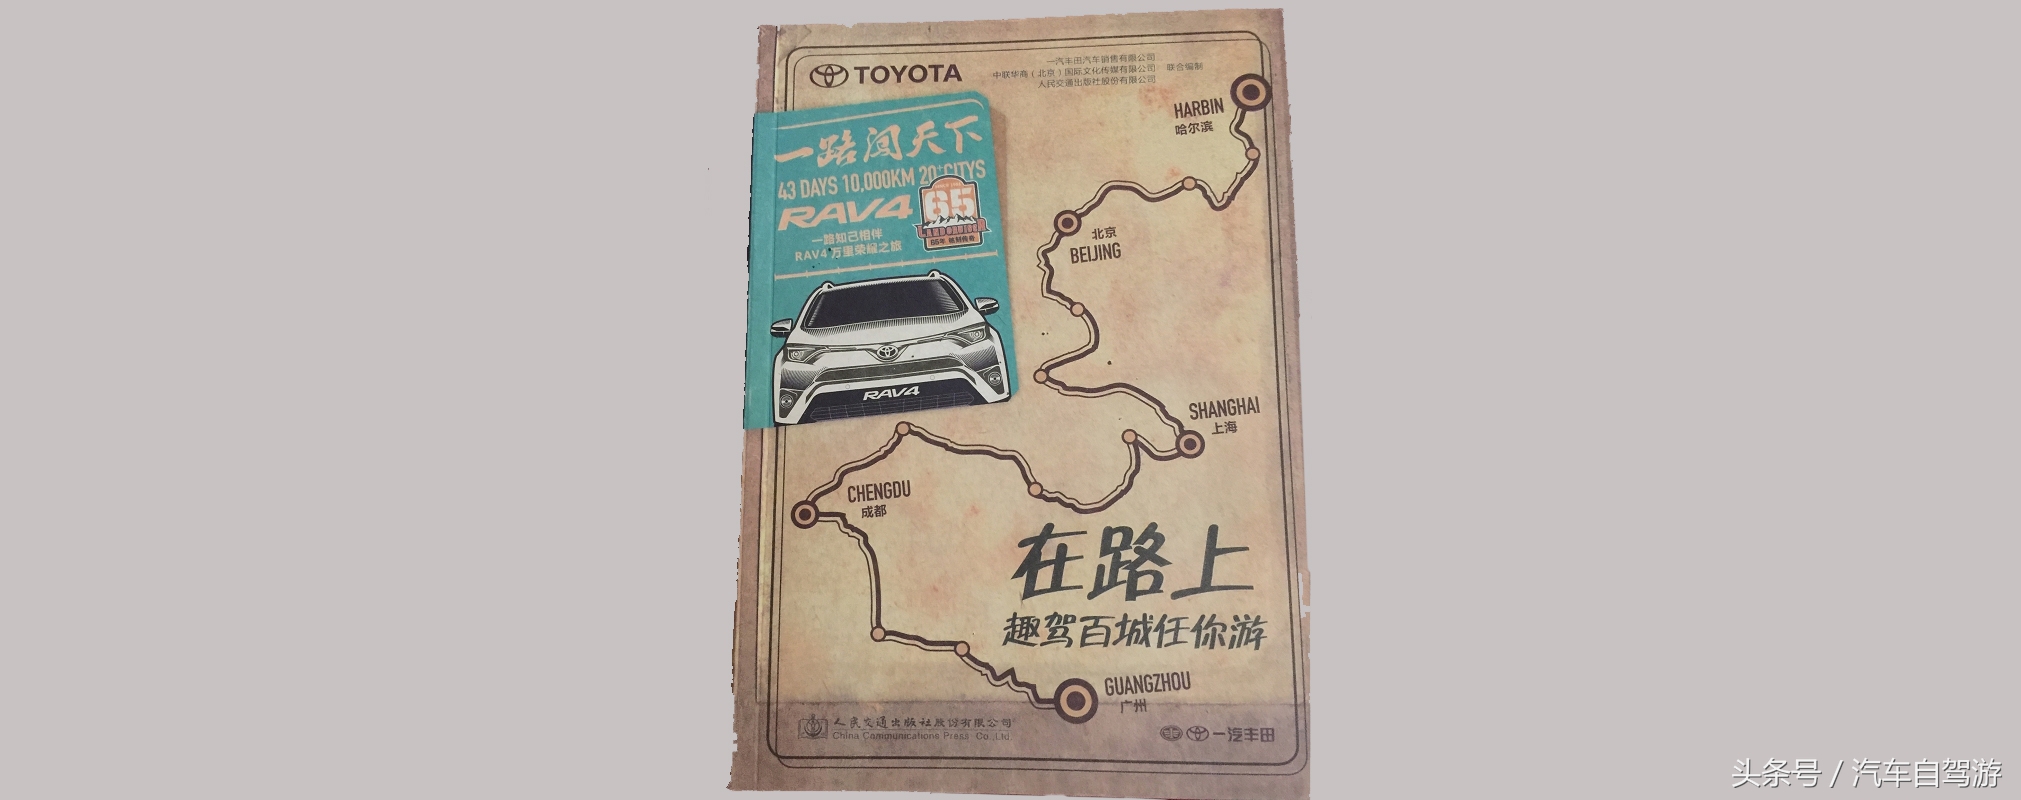 TOYOTA
一汽丰田汽车销售有限公司
中联华商（北京）国际文化传媒有限公司 联合编制
人民交通出版社股份有限公司
HARBIN
哈尔滨
一路闯天下
43 DAYS 10,000KM 20+CITYS
RAV4
65
LANDCRUISER
一路知己相伴
RAV4万里荣耀之旅
北京
BEIJING
RAV4
SHANGHAI
上海
CHENGDU
成都
在路上
趣驾百城任你游
GUANGZHOU
广州
人民交通出版社股份有限公司
China Communications Press Co.,Ltd.
一汽丰田
头条号 / 汽车自驾游